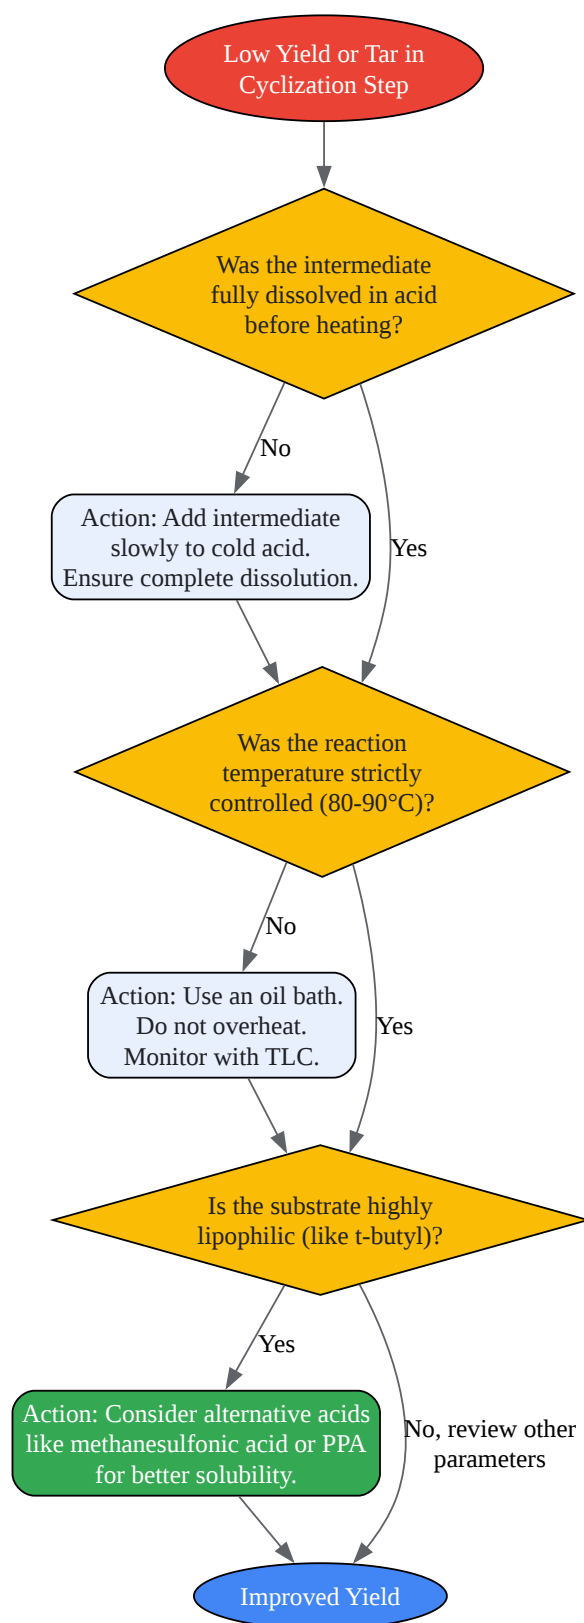 Low Yield or Tar in
Cyclization Step
Was the intermediate
fully dissolved in acid
before heating?
No
Yes
Action: Add intermediate
slowly to cold acid.
Ensure complete dissolution.
Was the reaction
temperature strictly
controlled (80-90°C)?
No
Yes
Action: Use an oil bath.
Do not overheat.
Monitor with TLC.
Is the substrate highly
lipophilic (like t-butyl)?
Yes
No, review other
parameters
Action: Consider alternative acids
like methanesulfonic acid or PPA
for better solubility.
Improved Yield